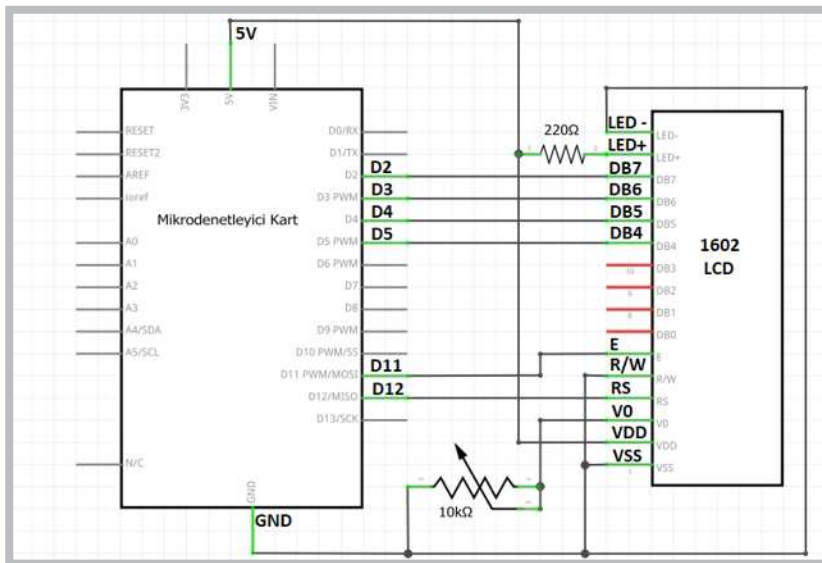 5V
3V3
5V
VIN
RESET
RESET2
AREF
ioref
A0
A1
A2
A3
A4/SDA
A5/SCL
N/C
Mikrodenetleyici Kart
D0/RX
D1/TX
D2
D3 PWM
D4
D5 PWM
D6 PWM
D7
D8
D9 PWM
D10 PWM/SS
D11 PWM/MOSI
D12/MISO
D13/SCK
GND
GND
D2
D3
D4
D5
D11
D12
220Ω
10kΩ
LED -
LED+
DB7
DB6
DB5
DB4
E
R/W
RS
V0
VDD
VSS
LED-
LED+
DB7
DB6
DB5
DB4
DB3
DB2
DB1
DB0
E
R/W
RS
V0
VDD
VSS
1602
LCD